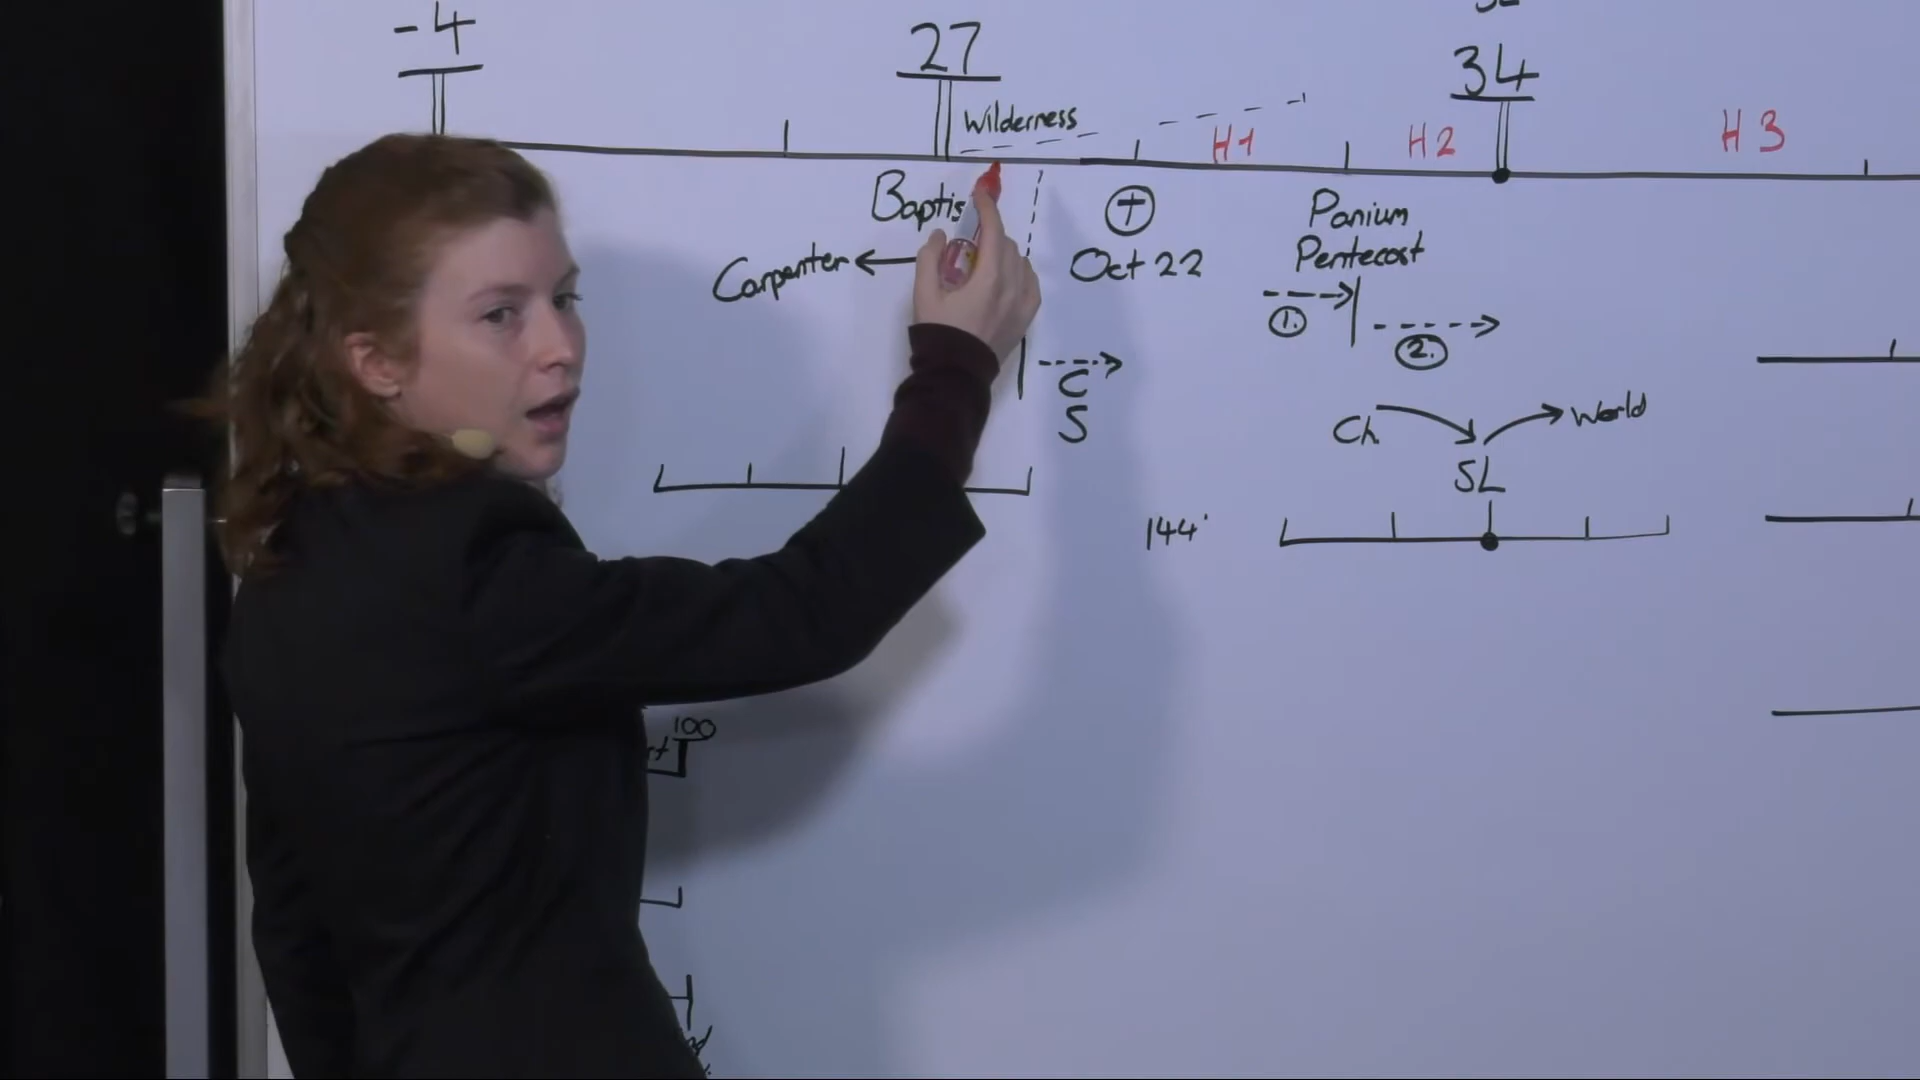 -4
27
34
Wilderness
H1
H2
H3
Baptis
Carpenter
Oct 22
Panium
Pentecost
1.
2.
C
S
Ch
World
SL
144'
100